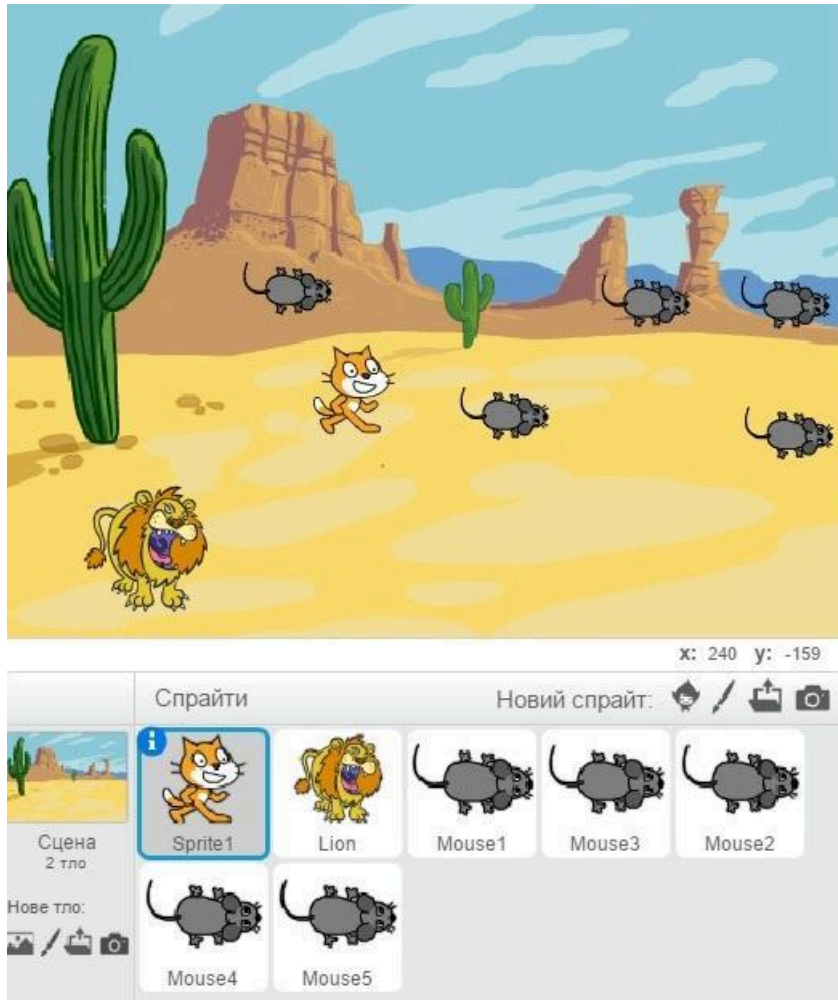 x: 240 y: -159
Спрайти
Новий спрайт:
Sprite1
Lion
Mouse1
Mouse3
Mouse2
Сцена
2 тло
Нове тло:
Mouse4
Mouse5